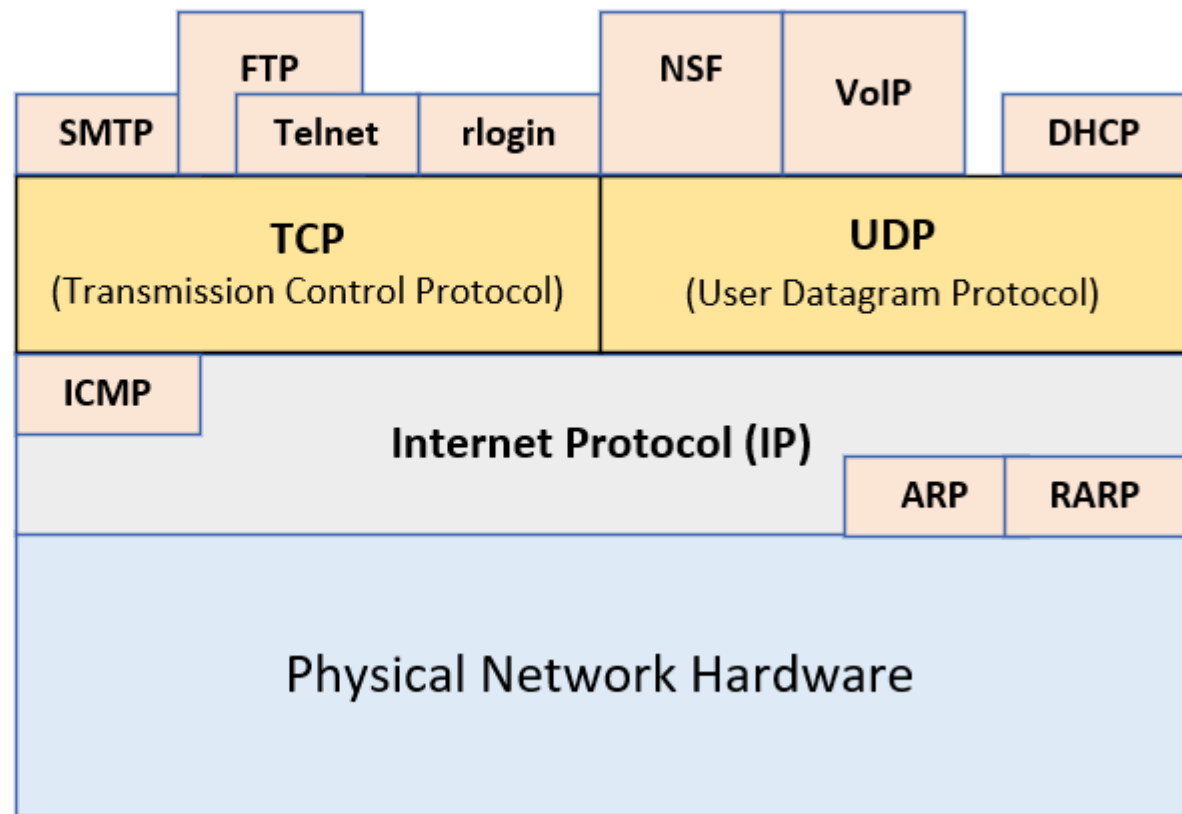 FTP
NSF
VoIP
SMTP
Telnet
rlogin
DHCP
TCP
(Transmission Control Protocol)
UDP
(User Datagram Protocol)
ICMP
Internet Protocol (IP)
ARP
RARP
Physical Network Hardware